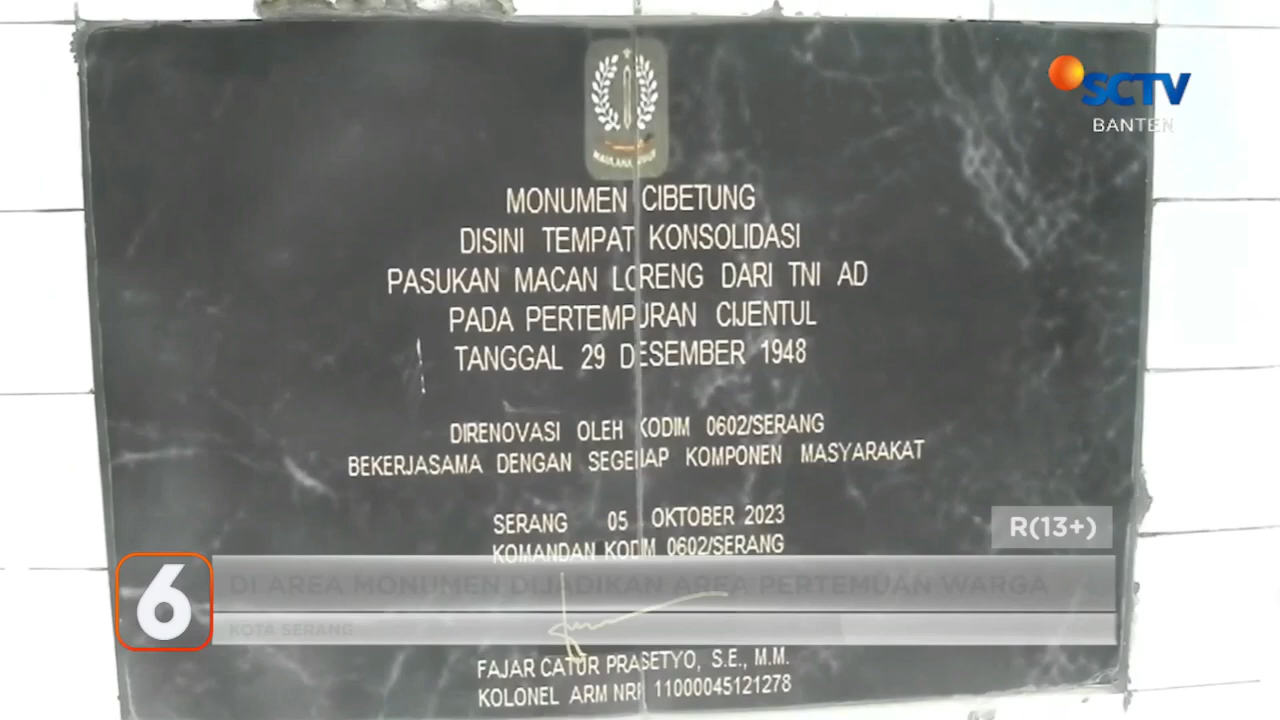 SCTV
BANTEN
MAULANA YUSUF
MONUMEN CIBETUNG
DISINI TEMPAT KONSOLIDASI
PASUKAN MACAN LORENG DARI TNI AD
PADA PERTEMPURAN CIJENTUL
TANGGAL 29 DESEMBER 1948
DIRENOVASI OLEH KODIM 0602/SERANG
BEKERJASAMA DENGAN SEGENAP KOMPONEN MASYARAKAT
SERANG 05 OKTOBER 2023
KOMANDAN KODIM 0602/SERANG
R(13+)
6
DI AREA MONUMEN DIJADIKAN AREA PERTEMUAN WARGA
KOTA SERANG
FAJAR CATUR PRASETYO, S.E., M.M.
KOLONEL ARM NRP 11000045121278